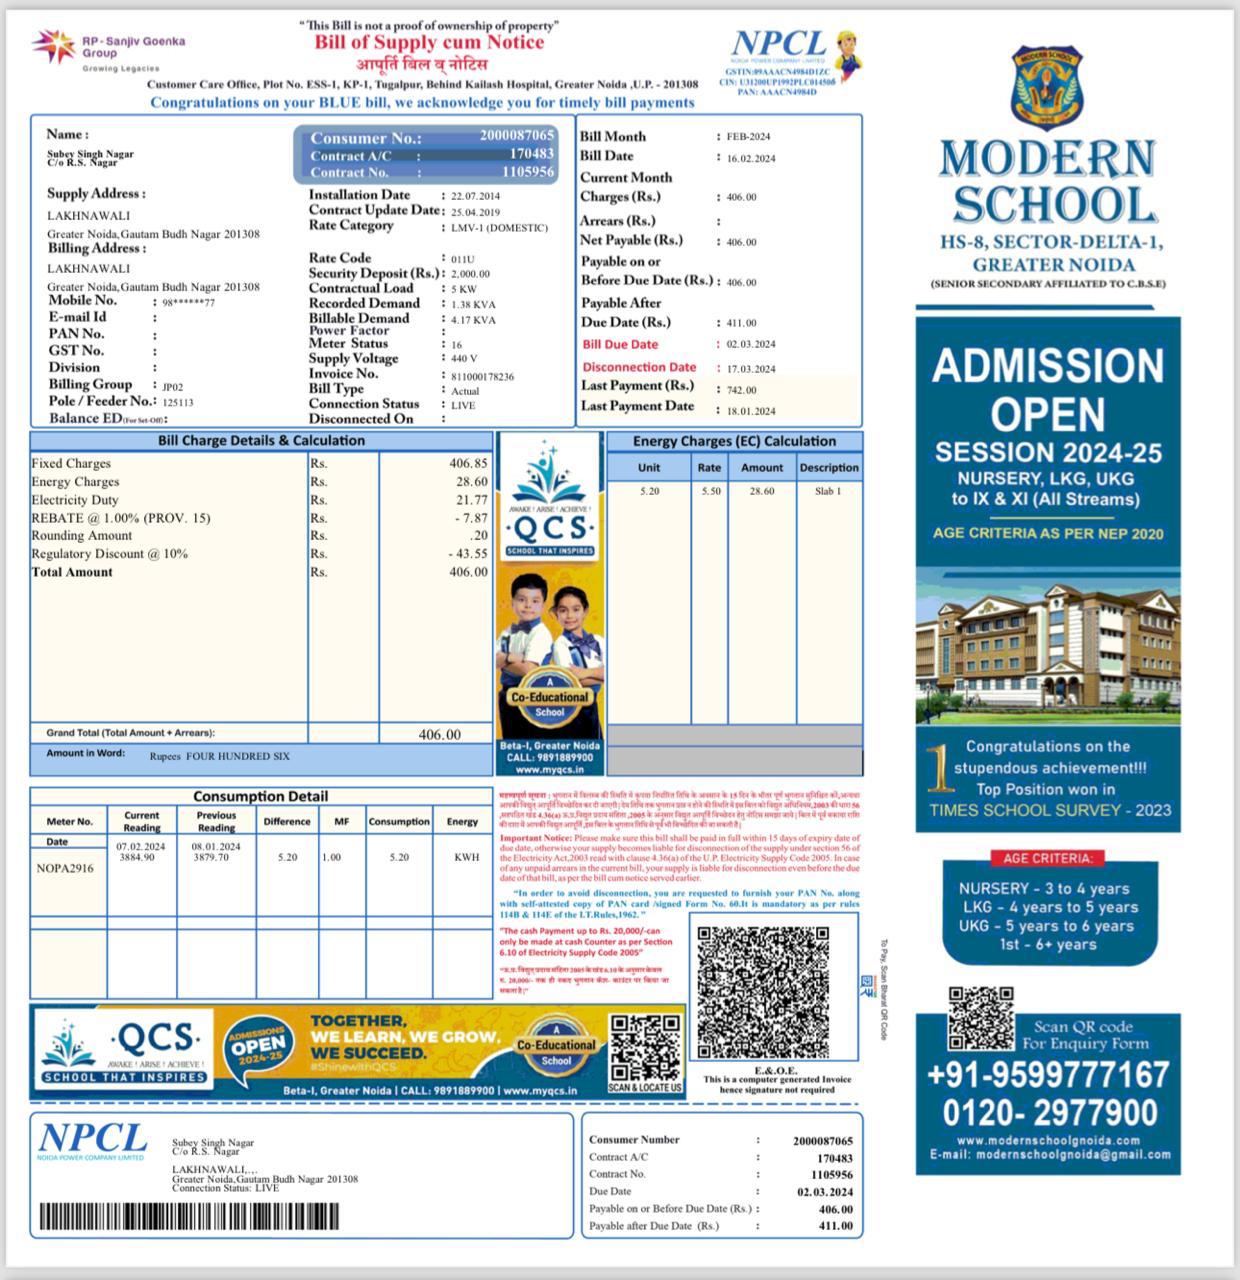 RP - Sanjiv Goenka
Group
Growing Legacies
"This Bill is not a proof of ownership of property"
Bill of Supply cum Notice
आपूर्ति बिल व् नोटिस
NPCL
NOIDA POWER COMPANY LIMITED
GSTIN:09AAACN4984D1ZC
CIN: U31200UP1992PLC014506
PAN: AAACN4984D
Customer Care Office, Plot No. ESS-1, KP-1, Tugalpur, Behind Kailash Hospital, Greater Noida ,U.P. - 201308
Congratulations on your BLUE bill, we acknowledge you for timely bill payments
Name :
Subey Singh Nagar
C/o R.S. Nagar
Supply Address :
LAKHNAWALI
Greater Noida,Gautam Budh Nagar 201308
Billing Address :
LAKHNAWALI
Greater Noida,Gautam Budh Nagar 201308
Mobile No. : 98******77
E-mail Id :
PAN No. :
GST No. :
Division :
Billing Group : JP02
Pole / Feeder No.: 125113
Balance ED(For Set-Off):
Consumer No.: 2000087065
Contract A/C : 170483
Contract No. : 1105956
Installation Date : 22.07.2014
Contract Update Date: 25.04.2019
Rate Category : LMV-1 (DOMESTIC)
Rate Code : 011U
Security Deposit (Rs.): 2,000.00
Contractual Load : 5 KW
Recorded Demand : 1.38 KVA
Billable Demand : 4.17 KVA
Power Factor :
Meter Status : 16
Supply Voltage : 440 V
Invoice No. : 811000178236
Bill Type : Actual
Connection Status : LIVE
Disconnected On :
Bill Month : FEB-2024
Bill Date : 16.02.2024
Current Month
Charges (Rs.) : 406.00
Arrears (Rs.) :
Net Payable (Rs.) : 406.00
Payable on or
Before Due Date (Rs.) : 406.00
Payable After
Due Date (Rs.) : 411.00
Bill Due Date : 02.03.2024
Disconnection Date : 17.03.2024
Last Payment (Rs.) : 742.00
Last Payment Date : 18.01.2024
Bill Charge Details & Calculation
Fixed Charges Rs. 406.85
Energy Charges Rs. 28.60
Electricity Duty Rs. 21.77
REBATE @ 1.00% (PROV. 15) Rs. - 7.87
Rounding Amount Rs. .20
Regulatory Discount @ 10% Rs. - 43.55
Total Amount Rs. 406.00
Grand Total (Total Amount + Arrears): 406.00
Amount in Word: Rupees FOUR HUNDRED SIX
AWAKE ! ARISE ! ACHIEVE !
·QCS·
SCHOOL THAT INSPIRES
A
Co-Educational
School
Beta-I, Greater Noida
CALL: 9891889900
www.myqcs.in
Energy Charges (EC) Calculation
Unit Rate Amount Description
5.20 5.50 28.60 Slab 1
Consumption Detail
Meter No. Current Reading Previous Reading Difference MF Consumption Energy
Date 07.02.2024 08.01.2024
NOPA2916 3884.90 3879.70 5.20 1.00 5.20 KWH
Important Notice: Please make sure this bill shall be paid in full within 15 days of expiry date of
due date, otherwise your supply becomes liable for disconnection of the supply under section 56 of
the Electricity Act,2003 read with clause 4.36(a) of the U.P. Electricity Supply Code 2005. In case
of any unpaid arrears in the current bill, your supply is liable for disconnection even before the due
date of that bill, as per the bill cum notice served earlier.
"In order to avoid disconnection, you are requested to furnish your PAN No. along
with self-attested copy of PAN card /signed Form No. 60.It is mandatory as per rules
114B & 114E of the I.T.Rules,1962. "
"The cash Payment up to Rs. 20,000/-can
only be made at cash Counter as per Section
6.10 of Electricity Supply Code 2005"
To Pay, Scan Bharat QR Code
E.&O.E.
This is a computer generated Invoice
hence signature not required
·QCS·
AWAKE ! ARISE ! ACHIEVE !
SCHOOL THAT INSPIRES
ADMISSIONS
OPEN
2024-25
TOGETHER,
WE LEARN, WE GROW,
WE SUCCEED.
#ShinewithQCS
A
Co-Educational
School
SCAN & LOCATE US
Beta-I, Greater Noida | CALL: 9891889900 | www.myqcs.in
NPCL
NOIDA POWER COMPANY LIMITED
Subey Singh Nagar
C/o R.S. Nagar
LAKHNAWALI,.,.
Greater Noida,Gautam Budh Nagar 201308
Connection Status: LIVE
Consumer Number : 2000087065
Contract A/C : 170483
Contract No. : 1105956
Due Date : 02.03.2024
Payable on or Before Due Date (Rs.) : 406.00
Payable after Due Date (Rs.) : 411.00
MODERN SCHOOL
MODERN
SCHOOL
HS-8, SECTOR-DELTA-1,
GREATER NOIDA
(SENIOR SECONDARY AFFILIATED TO C.B.S.E)
ADMISSION
OPEN
SESSION 2024-25
NURSERY, LKG, UKG
to IX & XI (All Streams)
AGE CRITERIA AS PER NEP 2020
1
Congratulations on the
stupendous achievement!!!
Top Position won in
TIMES SCHOOL SURVEY - 2023
AGE CRITERIA:
NURSERY - 3 to 4 years
LKG - 4 years to 5 years
UKG - 5 years to 6 years
1st - 6+ years
Scan QR code
For Enquiry Form
+91-9599777167
0120- 2977900
www.modernschoolgnoida.com
E-mail: modernschoolgnoida@gmail.com